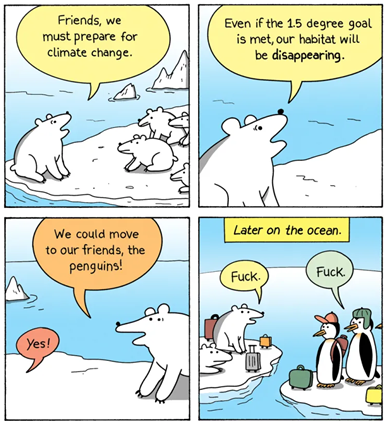 Friends, we
must prepare for
climate change.
Even if the 1.5 degree goal
is met, our habitat will
be disappearing.
We could move
to our friends, the
penguins!
Yes!
Later on the ocean.
Fuck.
Fuck.